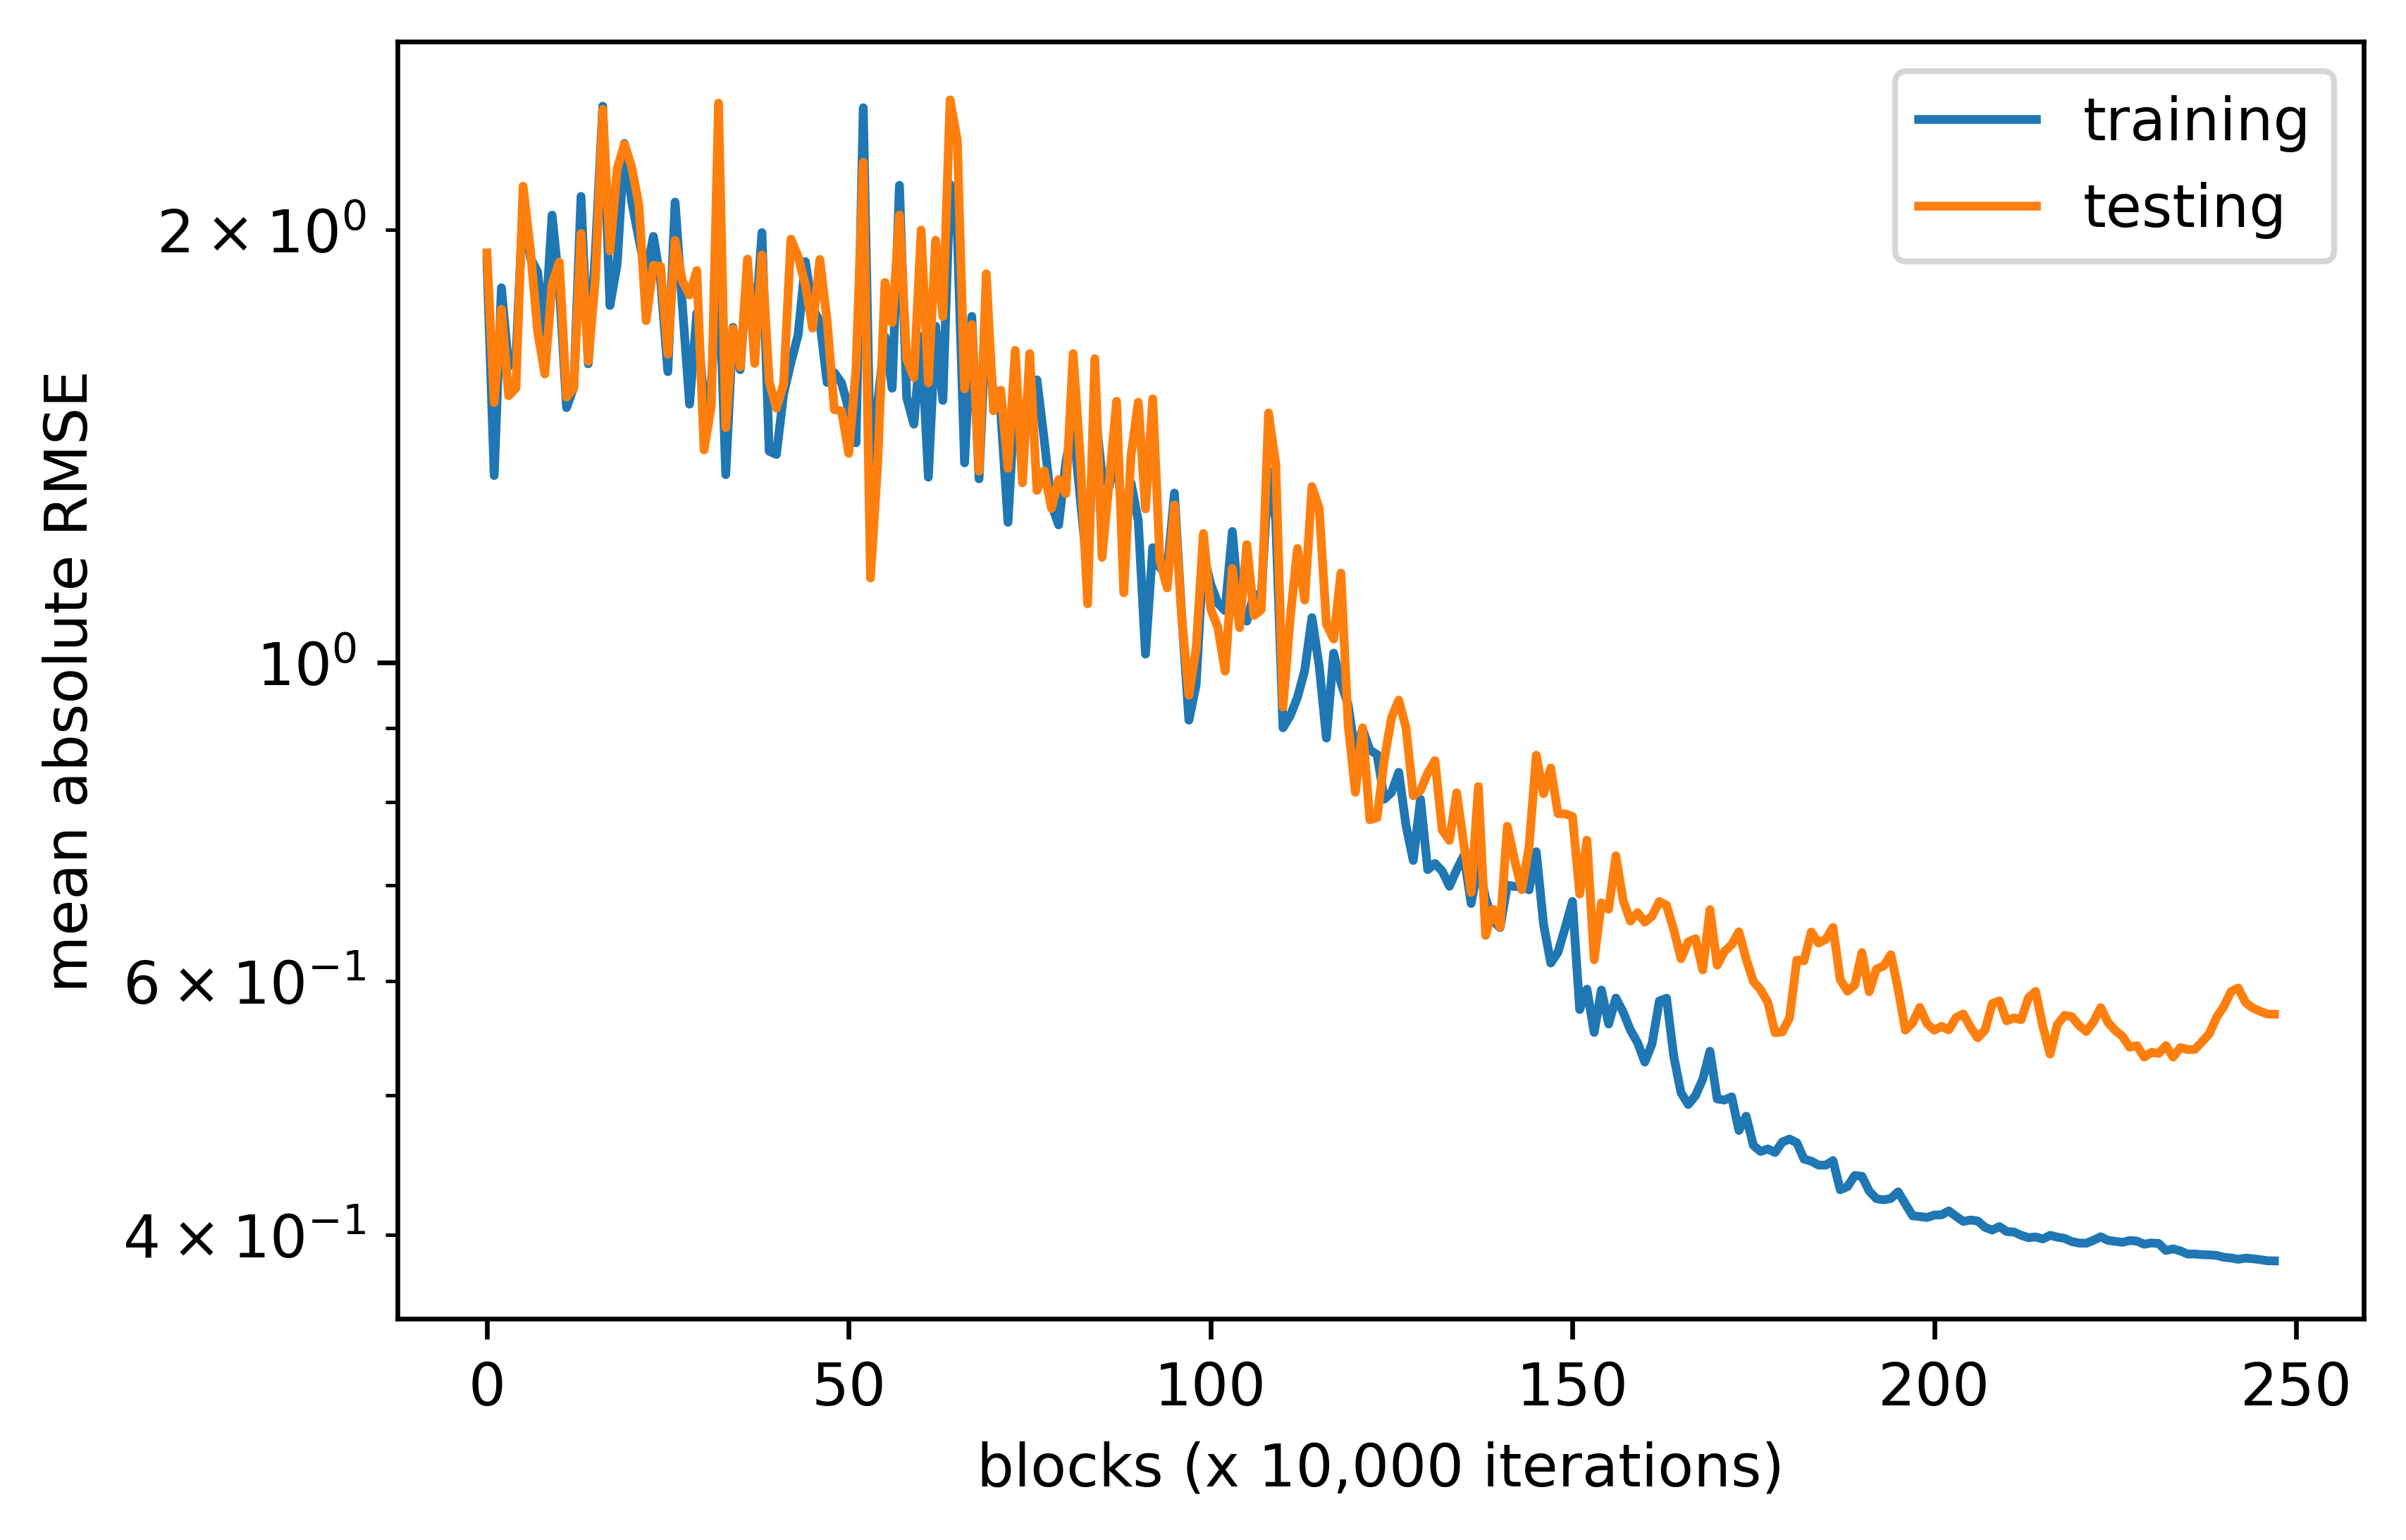 training
testing
2 × 10⁰
10⁰
6 × 10⁻¹
4 × 10⁻¹
mean absolute RMSE
0 50 100 150 200 250
blocks (x 10,000 iterations)